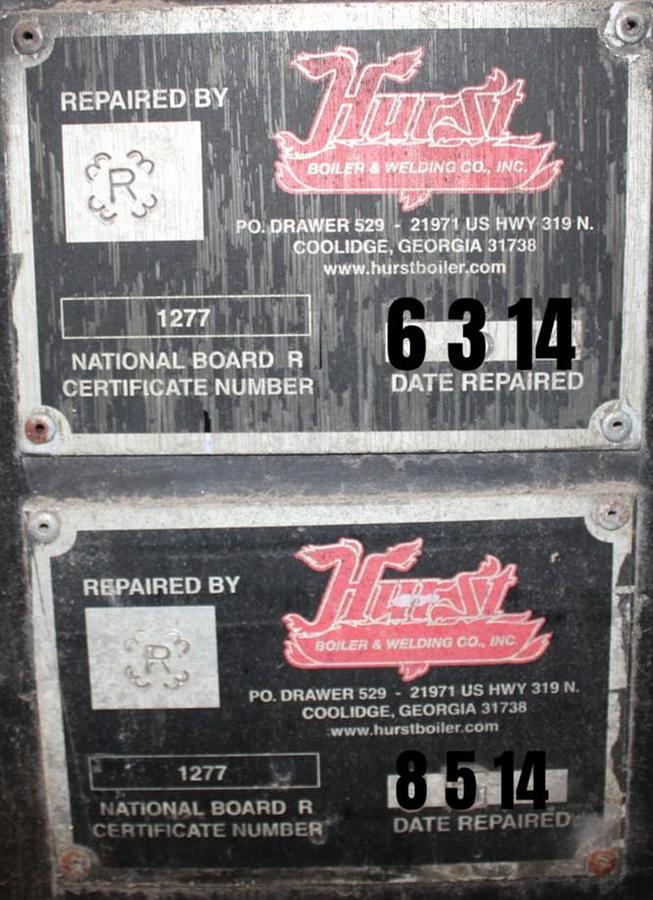 REPAIRED BY
R
Hurst
BOILER & WELDING CO., INC.
PO. DRAWER 529 - 21971 US HWY 319 N.
COOLIDGE, GEORGIA 31738
www.hurstboiler.com
1277
NATIONAL BOARD R
CERTIFICATE NUMBER
6 3 14
DATE REPAIRED
REPAIRED BY
R
Hurst
BOILER & WELDING CO., INC.
PO. DRAWER 529 - 21971 US HWY 319 N.
COOLIDGE, GEORGIA 31738
www.hurstboiler.com
1277
NATIONAL BOARD R
CERTIFICATE NUMBER
8 5 14
DATE REPAIRED